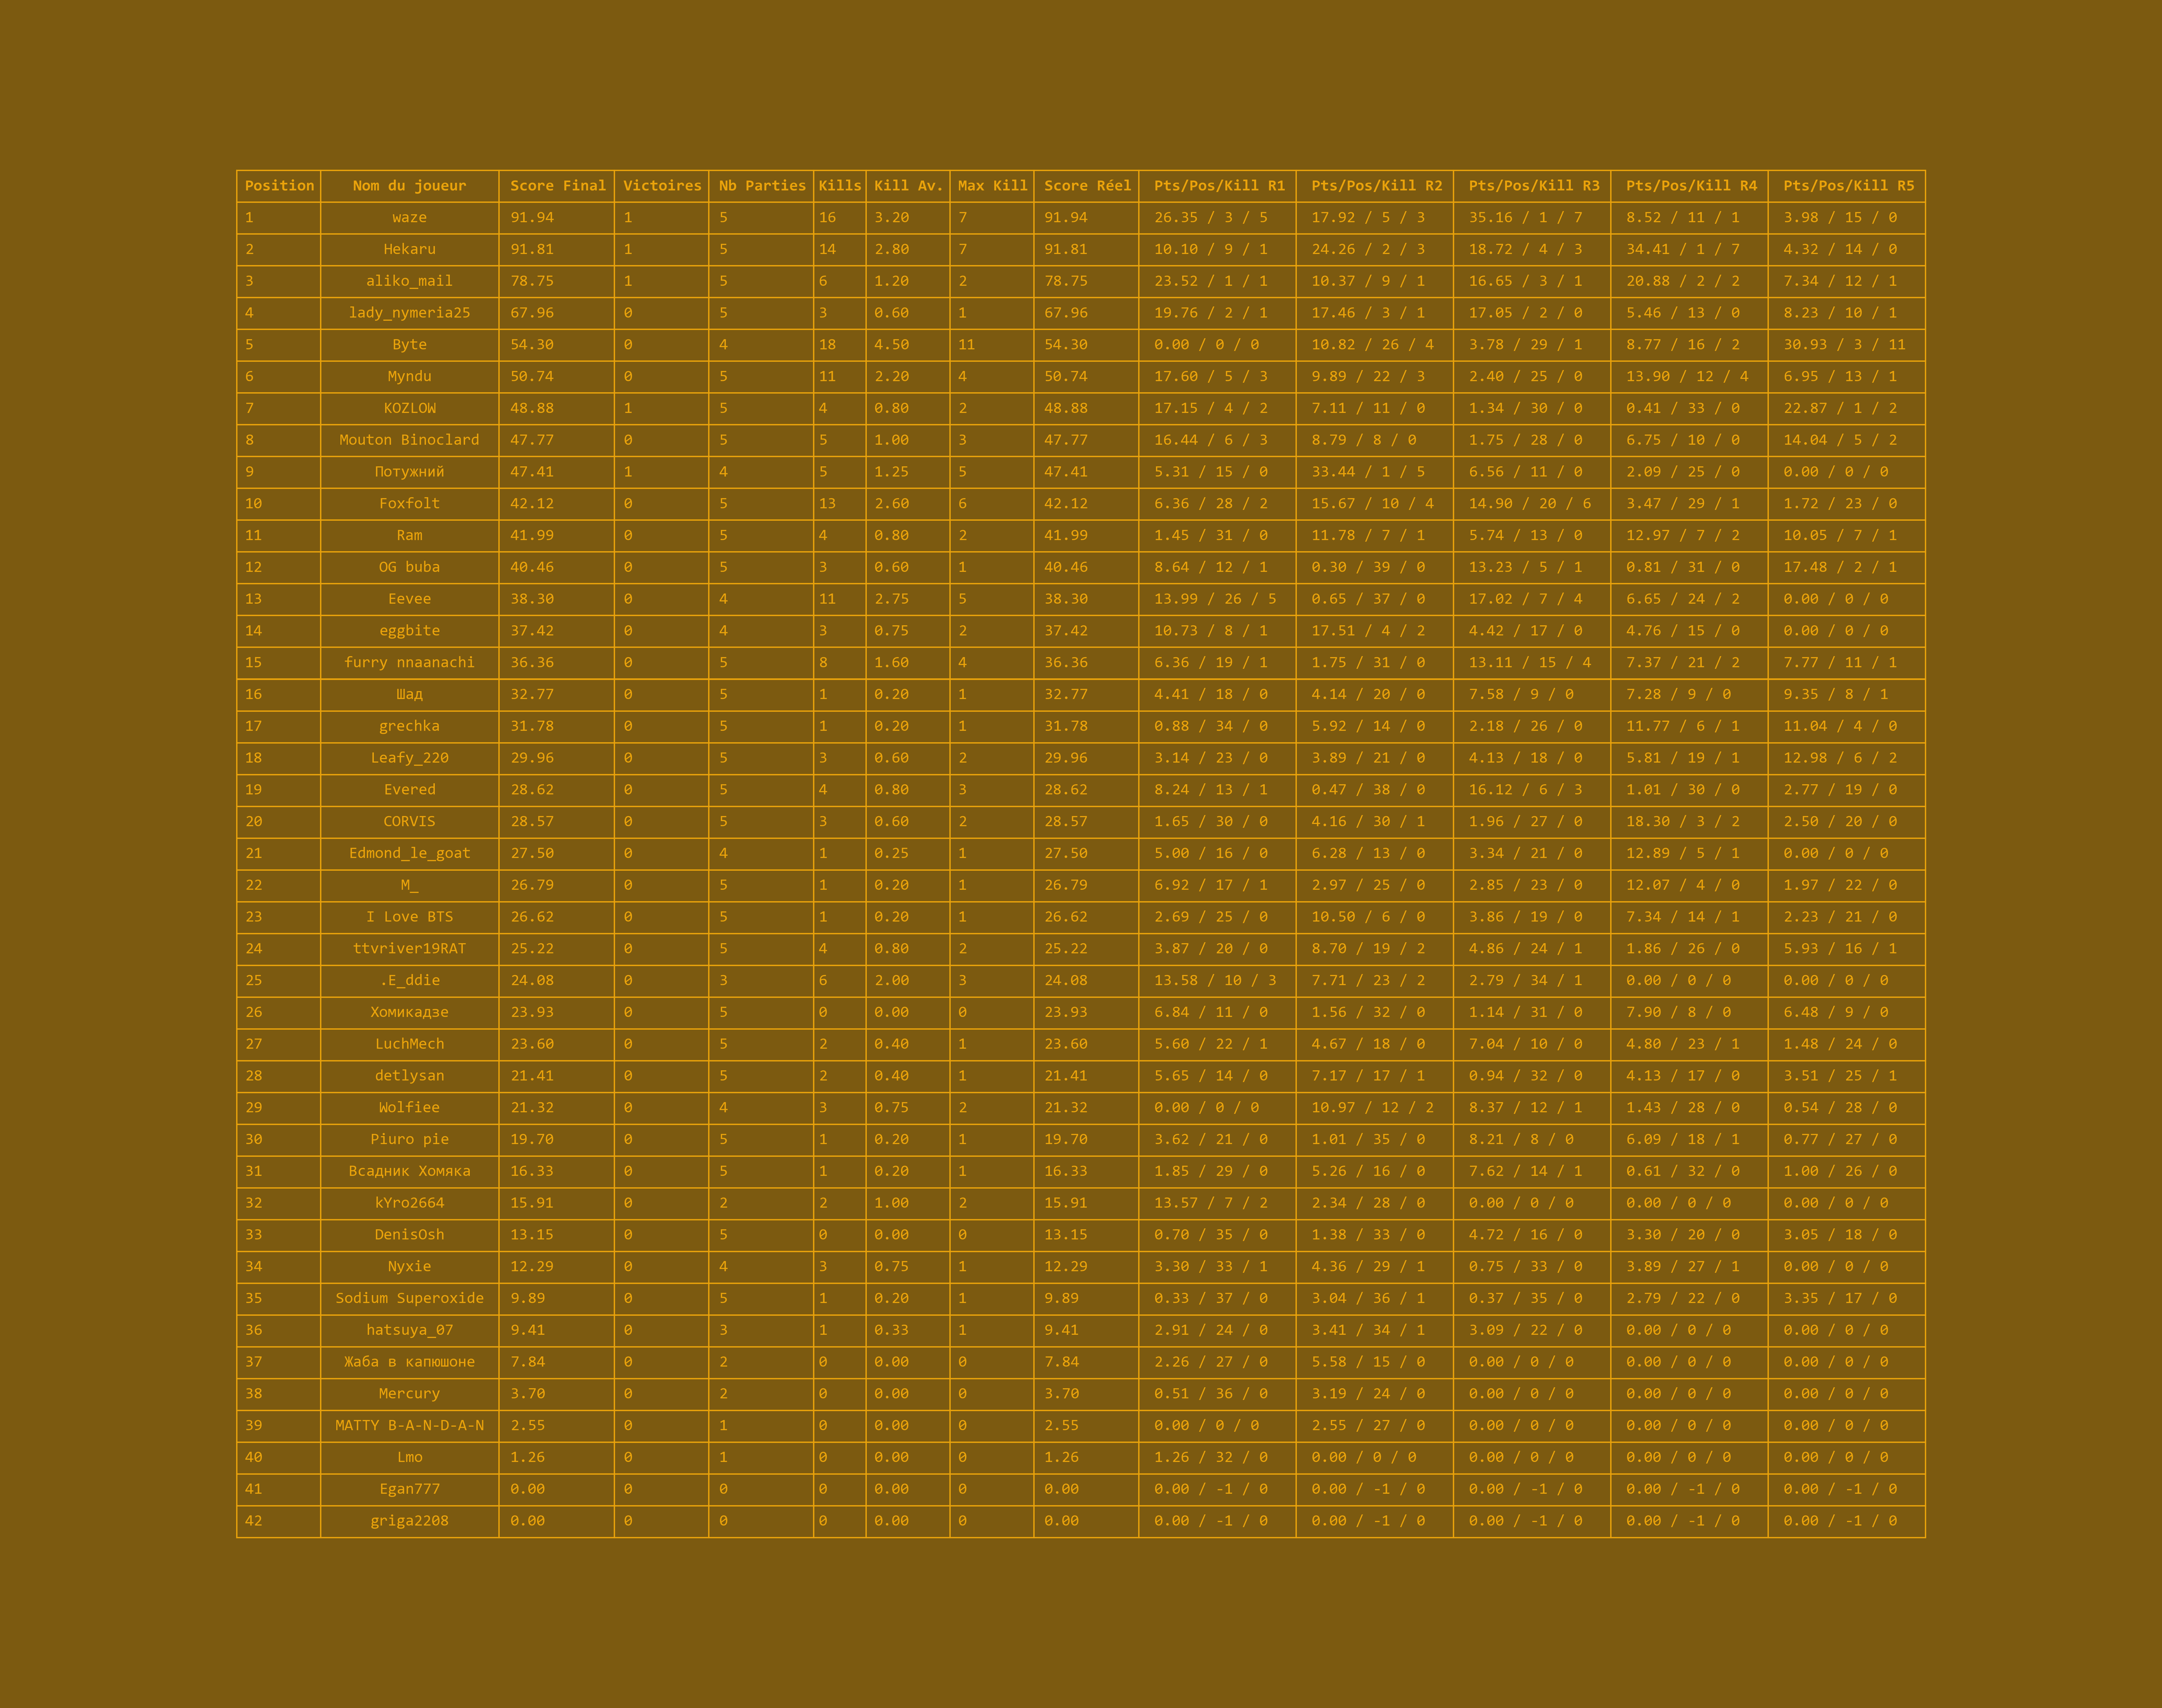 Position Nom du joueur Score Final Victoires Nb Parties Kills Kill Av. Max Kill Score Réel Pts/Pos/Kill R1 Pts/Pos/Kill R2 Pts/Pos/Kill R3 Pts/Pos/Kill R4 Pts/Pos/Kill R5
1 waze 91.94 1 5 16 3.20 7 91.94 26.35 / 3 / 5 17.92 / 5 / 3 35.16 / 1 / 7 8.52 / 11 / 1 3.98 / 15 / 0
2 Hekaru 91.81 1 5 14 2.80 7 91.81 10.10 / 9 / 1 24.26 / 2 / 3 18.72 / 4 / 3 34.41 / 1 / 7 4.32 / 14 / 0
3 aliko_mail 78.75 1 5 6 1.20 2 78.75 23.52 / 1 / 1 10.37 / 9 / 1 16.65 / 3 / 1 20.88 / 2 / 2 7.34 / 12 / 1
4 lady_nymeria25 67.96 0 5 3 0.60 1 67.96 19.76 / 2 / 1 17.46 / 3 / 1 17.05 / 2 / 0 5.46 / 13 / 0 8.23 / 10 / 1
5 Byte 54.30 0 4 18 4.50 11 54.30 0.00 / 0 / 0 10.82 / 26 / 4 3.78 / 29 / 1 8.77 / 16 / 2 30.93 / 3 / 11
6 Myndu 50.74 0 5 11 2.20 4 50.74 17.60 / 5 / 3 9.89 / 22 / 3 2.40 / 25 / 0 13.90 / 12 / 4 6.95 / 13 / 1
7 KOZLOW 48.88 1 5 4 0.80 2 48.88 17.15 / 4 / 2 7.11 / 11 / 0 1.34 / 30 / 0 0.41 / 33 / 0 22.87 / 1 / 2
8 Mouton Binoclard 47.77 0 5 5 1.00 3 47.77 16.44 / 6 / 3 8.79 / 8 / 0 1.75 / 28 / 0 6.75 / 10 / 0 14.04 / 5 / 2
9 Потужний 47.41 1 4 5 1.25 5 47.41 5.31 / 15 / 0 33.44 / 1 / 5 6.56 / 11 / 0 2.09 / 25 / 0 0.00 / 0 / 0
10 Foxfolt 42.12 0 5 13 2.60 6 42.12 6.36 / 28 / 2 15.67 / 10 / 4 14.90 / 20 / 6 3.47 / 29 / 1 1.72 / 23 / 0
11 Ram 41.99 0 5 4 0.80 2 41.99 1.45 / 31 / 0 11.78 / 7 / 1 5.74 / 13 / 0 12.97 / 7 / 2 10.05 / 7 / 1
12 OG buba 40.46 0 5 3 0.60 1 40.46 8.64 / 12 / 1 0.30 / 39 / 0 13.23 / 5 / 1 0.81 / 31 / 0 17.48 / 2 / 1
13 Eevee 38.30 0 4 11 2.75 5 38.30 13.99 / 26 / 5 0.65 / 37 / 0 17.02 / 7 / 4 6.65 / 24 / 2 0.00 / 0 / 0
14 eggbite 37.42 0 4 3 0.75 2 37.42 10.73 / 8 / 1 17.51 / 4 / 2 4.42 / 17 / 0 4.76 / 15 / 0 0.00 / 0 / 0
15 furry nnaanachi 36.36 0 5 8 1.60 4 36.36 6.36 / 19 / 1 1.75 / 31 / 0 13.11 / 15 / 4 7.37 / 21 / 2 7.77 / 11 / 1
16 Шад 32.77 0 5 1 0.20 1 32.77 4.41 / 18 / 0 4.14 / 20 / 0 7.58 / 9 / 0 7.28 / 9 / 0 9.35 / 8 / 1
17 grechka 31.78 0 5 1 0.20 1 31.78 0.88 / 34 / 0 5.92 / 14 / 0 2.18 / 26 / 0 11.77 / 6 / 1 11.04 / 4 / 0
18 Leafy_220 29.96 0 5 3 0.60 2 29.96 3.14 / 23 / 0 3.89 / 21 / 0 4.13 / 18 / 0 5.81 / 19 / 1 12.98 / 6 / 2
19 Evered 28.62 0 5 4 0.80 3 28.62 8.24 / 13 / 1 0.47 / 38 / 0 16.12 / 6 / 3 1.01 / 30 / 0 2.77 / 19 / 0
20 CORVIS 28.57 0 5 3 0.60 2 28.57 1.65 / 30 / 0 4.16 / 30 / 1 1.96 / 27 / 0 18.30 / 3 / 2 2.50 / 20 / 0
21 Edmond_le_goat 27.50 0 4 1 0.25 1 27.50 5.00 / 16 / 0 6.28 / 13 / 0 3.34 / 21 / 0 12.89 / 5 / 1 0.00 / 0 / 0
22 M_ 26.79 0 5 1 0.20 1 26.79 6.92 / 17 / 1 2.97 / 25 / 0 2.85 / 23 / 0 12.07 / 4 / 0 1.97 / 22 / 0
23 I Love BTS 26.62 0 5 1 0.20 1 26.62 2.69 / 25 / 0 10.50 / 6 / 0 3.86 / 19 / 0 7.34 / 14 / 1 2.23 / 21 / 0
24 ttvriver19RAT 25.22 0 5 4 0.80 2 25.22 3.87 / 20 / 0 8.70 / 19 / 2 4.86 / 24 / 1 1.86 / 26 / 0 5.93 / 16 / 1
25 .E_ddie 24.08 0 3 6 2.00 3 24.08 13.58 / 10 / 3 7.71 / 23 / 2 2.79 / 34 / 1 0.00 / 0 / 0 0.00 / 0 / 0
26 Хомикадзе 23.93 0 5 0 0.00 0 23.93 6.84 / 11 / 0 1.56 / 32 / 0 1.14 / 31 / 0 7.90 / 8 / 0 6.48 / 9 / 0
27 LuchMech 23.60 0 5 2 0.40 1 23.60 5.60 / 22 / 1 4.67 / 18 / 0 7.04 / 10 / 0 4.80 / 23 / 1 1.48 / 24 / 0
28 detlysan 21.41 0 5 2 0.40 1 21.41 5.65 / 14 / 0 7.17 / 17 / 1 0.94 / 32 / 0 4.13 / 17 / 0 3.51 / 25 / 1
29 Wolfiee 21.32 0 4 3 0.75 2 21.32 0.00 / 0 / 0 10.97 / 12 / 2 8.37 / 12 / 1 1.43 / 28 / 0 0.54 / 28 / 0
30 Piuro pie 19.70 0 5 1 0.20 1 19.70 3.62 / 21 / 0 1.01 / 35 / 0 8.21 / 8 / 0 6.09 / 18 / 1 0.77 / 27 / 0
31 Всадник Хомяка 16.33 0 5 1 0.20 1 16.33 1.85 / 29 / 0 5.26 / 16 / 0 7.62 / 14 / 1 0.61 / 32 / 0 1.00 / 26 / 0
32 kYro2664 15.91 0 2 2 1.00 2 15.91 13.57 / 7 / 2 2.34 / 28 / 0 0.00 / 0 / 0 0.00 / 0 / 0 0.00 / 0 / 0
33 DenisOsh 13.15 0 5 0 0.00 0 13.15 0.70 / 35 / 0 1.38 / 33 / 0 4.72 / 16 / 0 3.30 / 20 / 0 3.05 / 18 / 0
34 Nyxie 12.29 0 4 3 0.75 1 12.29 3.30 / 33 / 1 4.36 / 29 / 1 0.75 / 33 / 0 3.89 / 27 / 1 0.00 / 0 / 0
35 Sodium Superoxide 9.89 0 5 1 0.20 1 9.89 0.33 / 37 / 0 3.04 / 36 / 1 0.37 / 35 / 0 2.79 / 22 / 0 3.35 / 17 / 0
36 hatsuya_07 9.41 0 3 1 0.33 1 9.41 2.91 / 24 / 0 3.41 / 34 / 1 3.09 / 22 / 0 0.00 / 0 / 0 0.00 / 0 / 0
37 Жаба в капюшоне 7.84 0 2 0 0.00 0 7.84 2.26 / 27 / 0 5.58 / 15 / 0 0.00 / 0 / 0 0.00 / 0 / 0 0.00 / 0 / 0
38 Mercury 3.70 0 2 0 0.00 0 3.70 0.51 / 36 / 0 3.19 / 24 / 0 0.00 / 0 / 0 0.00 / 0 / 0 0.00 / 0 / 0
39 MATTY B-A-N-D-A-N 2.55 0 1 0 0.00 0 2.55 0.00 / 0 / 0 2.55 / 27 / 0 0.00 / 0 / 0 0.00 / 0 / 0 0.00 / 0 / 0
40 Lmo 1.26 0 1 0 0.00 0 1.26 1.26 / 32 / 0 0.00 / 0 / 0 0.00 / 0 / 0 0.00 / 0 / 0 0.00 / 0 / 0
41 Egan777 0.00 0 0 0 0.00 0 0.00 0.00 / -1 / 0 0.00 / -1 / 0 0.00 / -1 / 0 0.00 / -1 / 0 0.00 / -1 / 0
42 griga2208 0.00 0 0 0 0.00 0 0.00 0.00 / -1 / 0 0.00 / -1 / 0 0.00 / -1 / 0 0.00 / -1 / 0 0.00 / -1 / 0